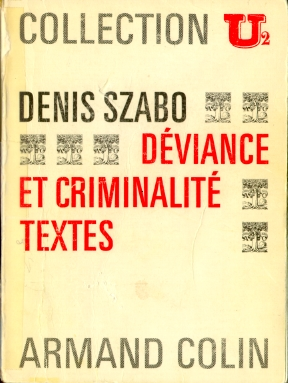 COLLECTION U2
DENIS SZABO
DÉVIANCE
ET CRIMINALITÉ
TEXTES
ARMAND COLIN